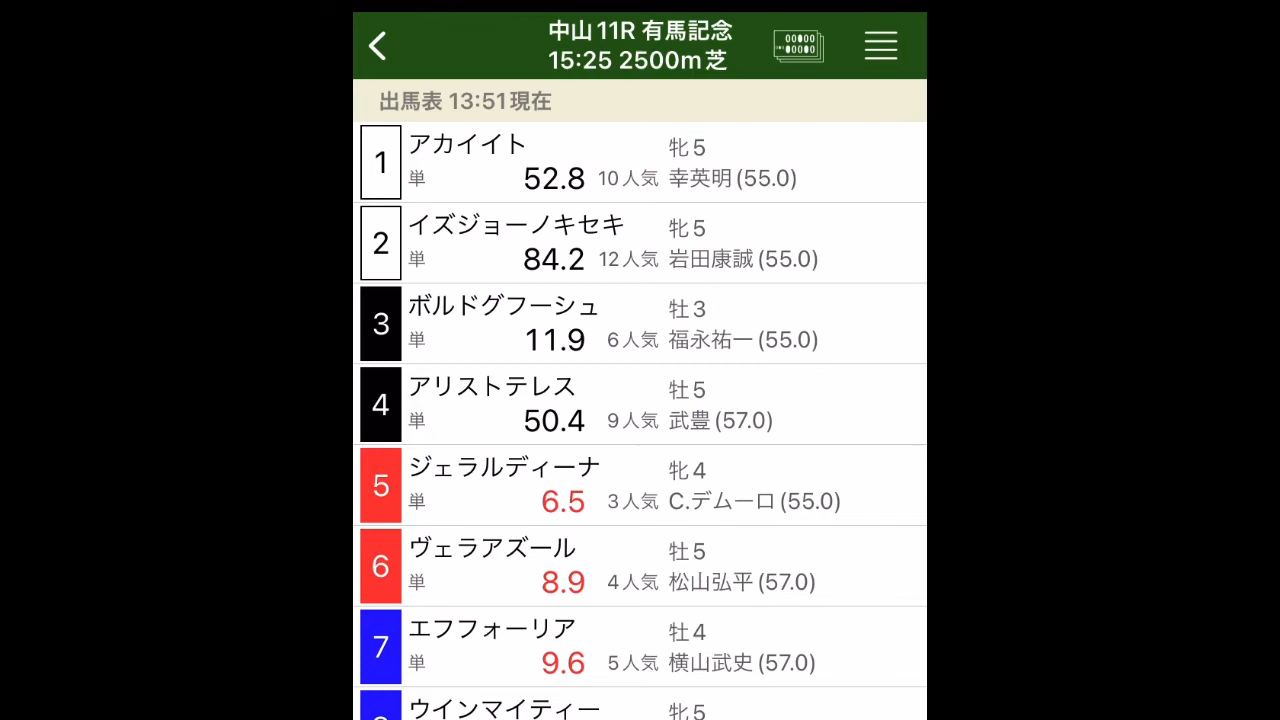 中山11R 有馬記念
15:25 2500m芝
出馬表 13:51現在
1 アカイイト 牝5
単 52.8 10人気 幸英明(55.0)
2 イズジョーノキセキ 牝5
単 84.2 12人気 岩田康誠(55.0)
3 ボルドグフーシュ 牡3
単 11.9 6人気 福永祐一(55.0)
4 アリストテレス 牡5
単 50.4 9人気 武豊(57.0)
5 ジェラルディーナ 牝4
単 6.5 3人気 C.デムーロ(55.0)
6 ヴェラアズール 牡5
単 8.9 4人気 松山弘平(57.0)
7 エフフォーリア 牡4
単 9.6 5人気 横山武史(57.0)
ウインマイティー 牝5